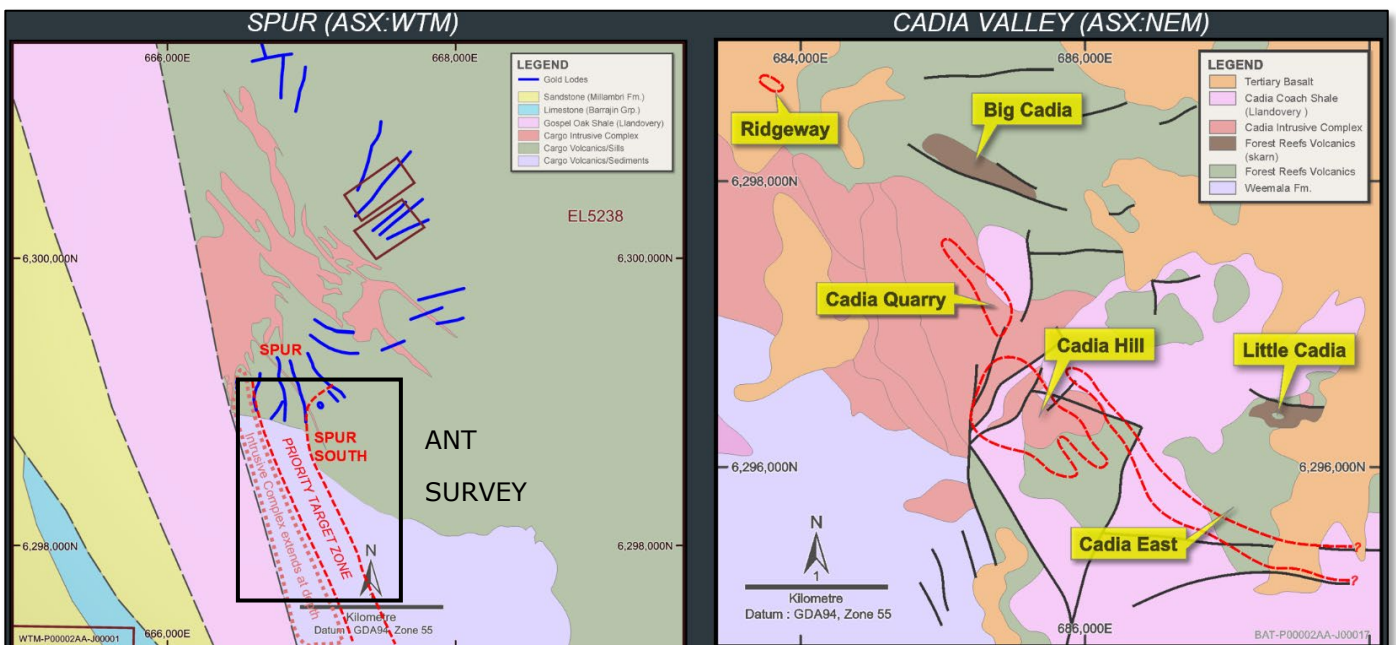 SPUR (ASX:WTM)
666,000E
668,000E
LEGEND
Gold Lodes
Sandstone (Millambri Fm.)
Limestone (Barrajin Grp.)
Gospel Oak Shale (Llandovery)
Cargo Intrusive Complex
Cargo Volcanics/Sills
Cargo Volcanics/Sediments
EL5238
6,300,000N
6,300,000N
SPUR
SPUR
SOUTH
ANT
SURVEY
PRIORITY TARGET ZONE
Intrusive Complex extends at depth
6,298,000N
6,298,000N
N
1
Kilometre
Datum : GDA94, Zone 55
666,000E
WTM-P00002AA-J00001
CADIA VALLEY (ASX:NEM)
684,000E
686,000E
LEGEND
Tertiary Basalt
Cadia Coach Shale
(Llandovery )
Cadia Intrusive Complex
Forest Reefs Volcanics
(skarn)
Forest Reefs Volcanics
Weemala Fm.
Ridgeway
Big Cadia
6,298,000N
Cadia Quarry
Cadia Hill
Little Cadia
6,296,000N
6,296,000N
Cadia East
?
?
N
1
Kilometre
Datum : GDA94, Zone 55
686,000E
BAT-P00002AA-J00017